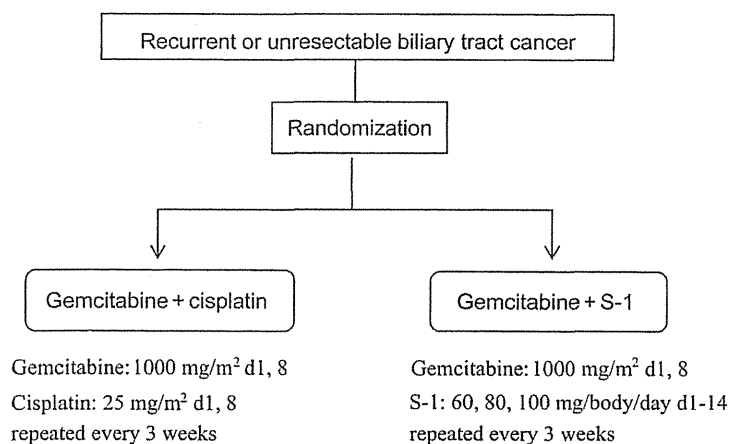 Recurrent or unresectable biliary tract cancer
Randomization
Gemcitabine + cisplatin
Gemcitabine: 1000 mg/m² d1, 8
Cisplatin: 25 mg/m² d1, 8
repeated every 3 weeks
Gemcitabine + S-1
Gemcitabine: 1000 mg/m² d1, 8
S-1: 60, 80, 100 mg/body/day d1-14
repeated every 3 weeks